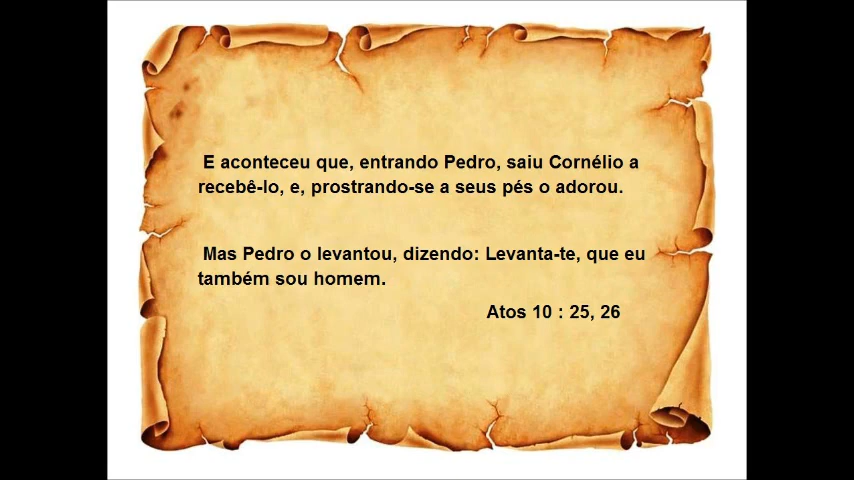 E aconteceu que, entrando Pedro, saiu Cornélio a
recebê-lo, e, prostrando-se a seus pés o adorou.
Mas Pedro o levantou, dizendo: Levanta-te, que eu
também sou homem.
Atos 10 : 25, 26